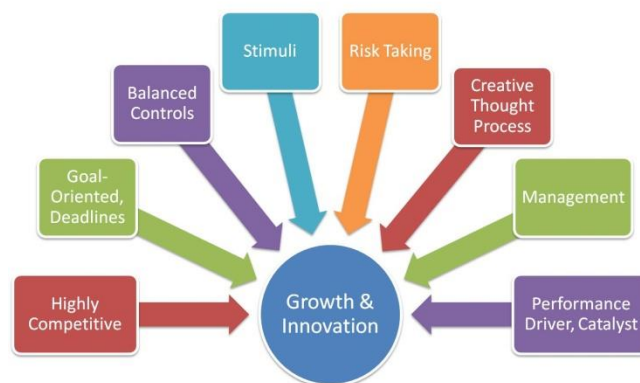 Stimuli
Risk Taking
Balanced
Controls
Creative
Thought
Process
Goal-
Oriented,
Deadlines
Management
Highly
Competitive
Growth &
Innovation
Performance
Driver, Catalyst